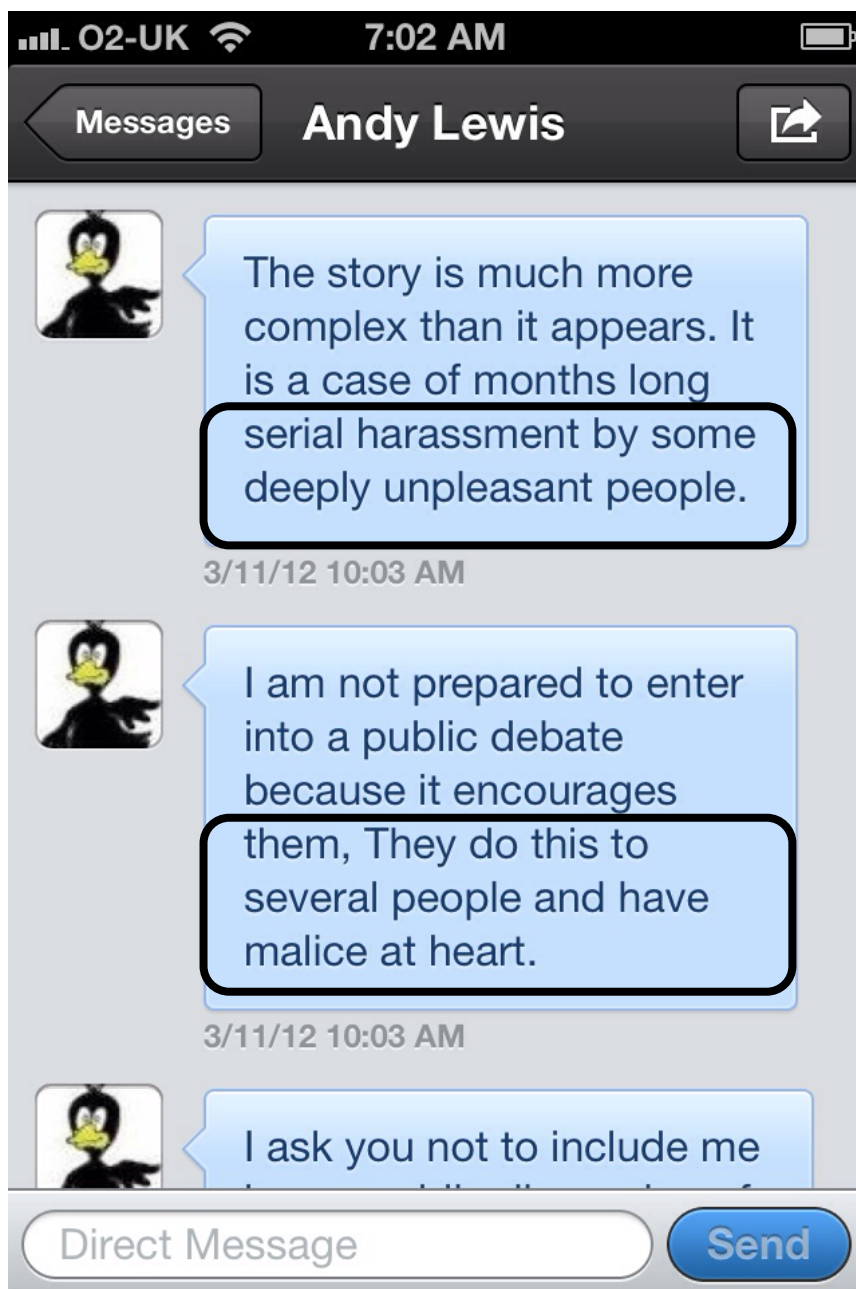 O2-UK 7:02 AM
Messages Andy Lewis
The story is much more
complex than it appears. It
is a case of months long
serial harassment by some
deeply unpleasant people.
3/11/12 10:03 AM
I am not prepared to enter
into a public debate
because it encourages
them, They do this to
several people and have
malice at heart.
3/11/12 10:03 AM
I ask you not to include me
Direct Message Send